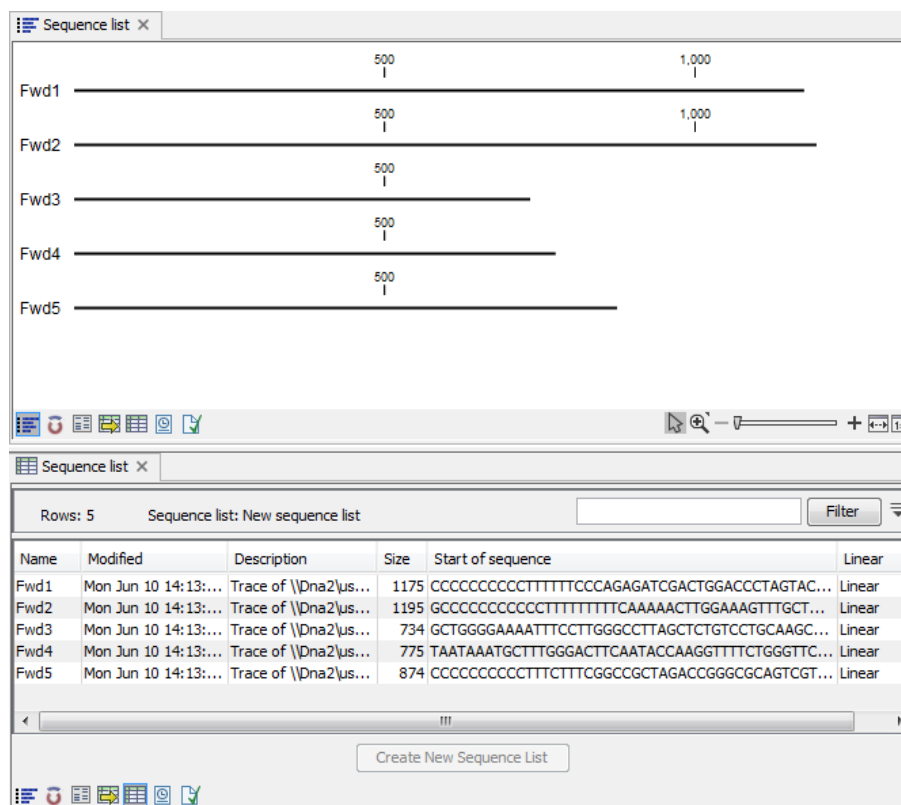 Sequence list
500 1,000
Fwd1
500 1,000
Fwd2
500
Fwd3
500
Fwd4
500
Fwd5
Sequence list
Rows: 5 Sequence list: New sequence list Filter
Name Modified Description Size Start of sequence Linear
Fwd1 Mon Jun 10 14:13:... Trace of \\Dna2\us... 1175 CCCCCCCCCCTTTTTTCCCAGAGATCGACTGGACCCTAGTAC... Linear
Fwd2 Mon Jun 10 14:13:... Trace of \\Dna2\us... 1195 GCCCCCCCCCCCTTTTTTTTTCAAAAACTTGGAAAGTTTGCT... Linear
Fwd3 Mon Jun 10 14:13:... Trace of \\Dna2\us... 734 GCTGGGGAAAATTTCCTTGGGCCTTAGCTCTGTCCTGCAAGC... Linear
Fwd4 Mon Jun 10 14:13:... Trace of \\Dna2\us... 775 TAATAAATGCTTTGGGACTTCAATACCAAGGTTTTCTGGGTTC... Linear
Fwd5 Mon Jun 10 14:13:... Trace of \\Dna2\us... 874 CCCCCCCCCCTTTCTTTCGGCCGCTAGACCGGGCGCAGTCGT... Linear
Create New Sequence List